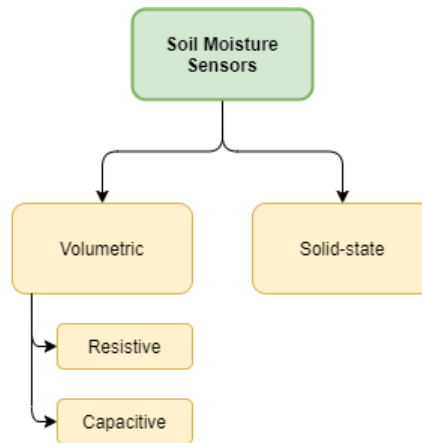 Soil Moisture
Sensors
Volumetric
Solid-state
Resistive
Capacitive